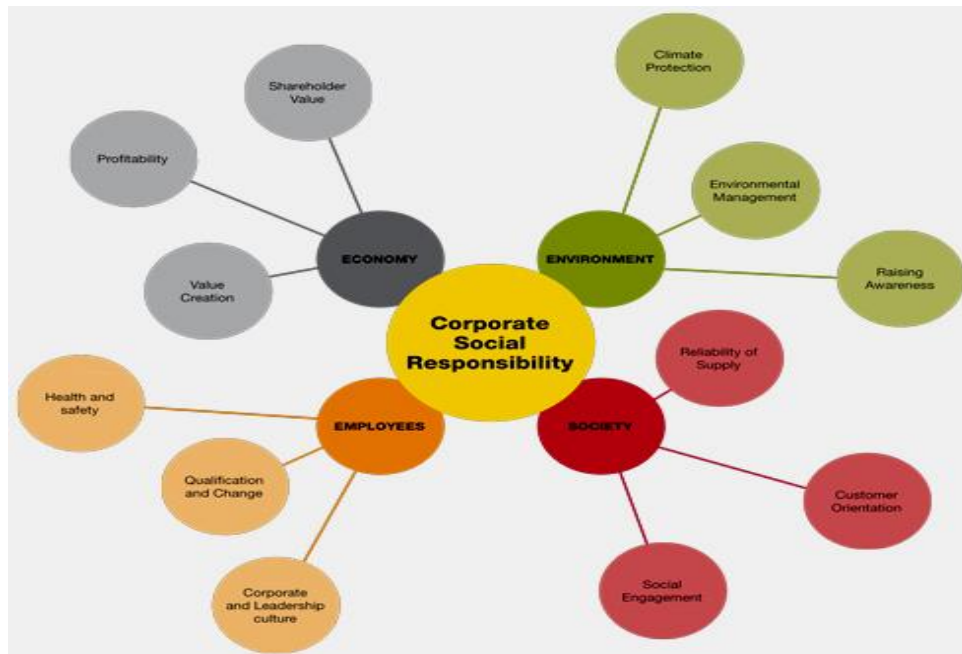 Climate
Protection
Shareholder
Value
Profitability
Environmental
Management
ECONOMY
ENVIRONMENT
Value
Creation
Raising
Awareness
Corporate
Social
Responsibility
Reliability of
Supply
Health and
safety
EMPLOYEES
SOCIETY
Qualification
and Change
Customer
Orientation
Corporate
and Leadership
culture
Social
Engagement